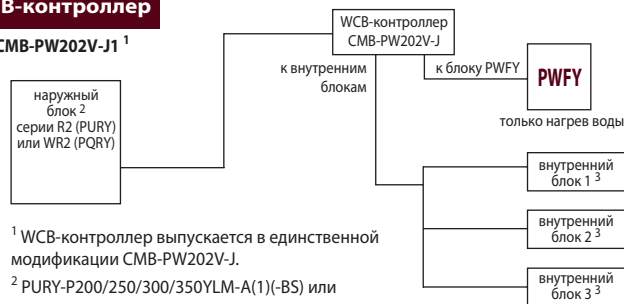 В-контроллер
CMB-PW202V-J1 ¹
WCB-контроллер
CMB-PW202V-J
к внутренним
блокам
к блоку PWFY
PWFY
только нагрев воды
наружный
блок ²
серии R2 (PURY)
или WR2 (PQRY)
внутренний
блок 1 ³
внутренний
блок 2 ³
внутренний
блок 3 ³
¹ WCB-контроллер выпускается в единственной
модификации CMB-PW202V-J.
² PURY-P200/250/300/350YLM-A(1)(-BS) или